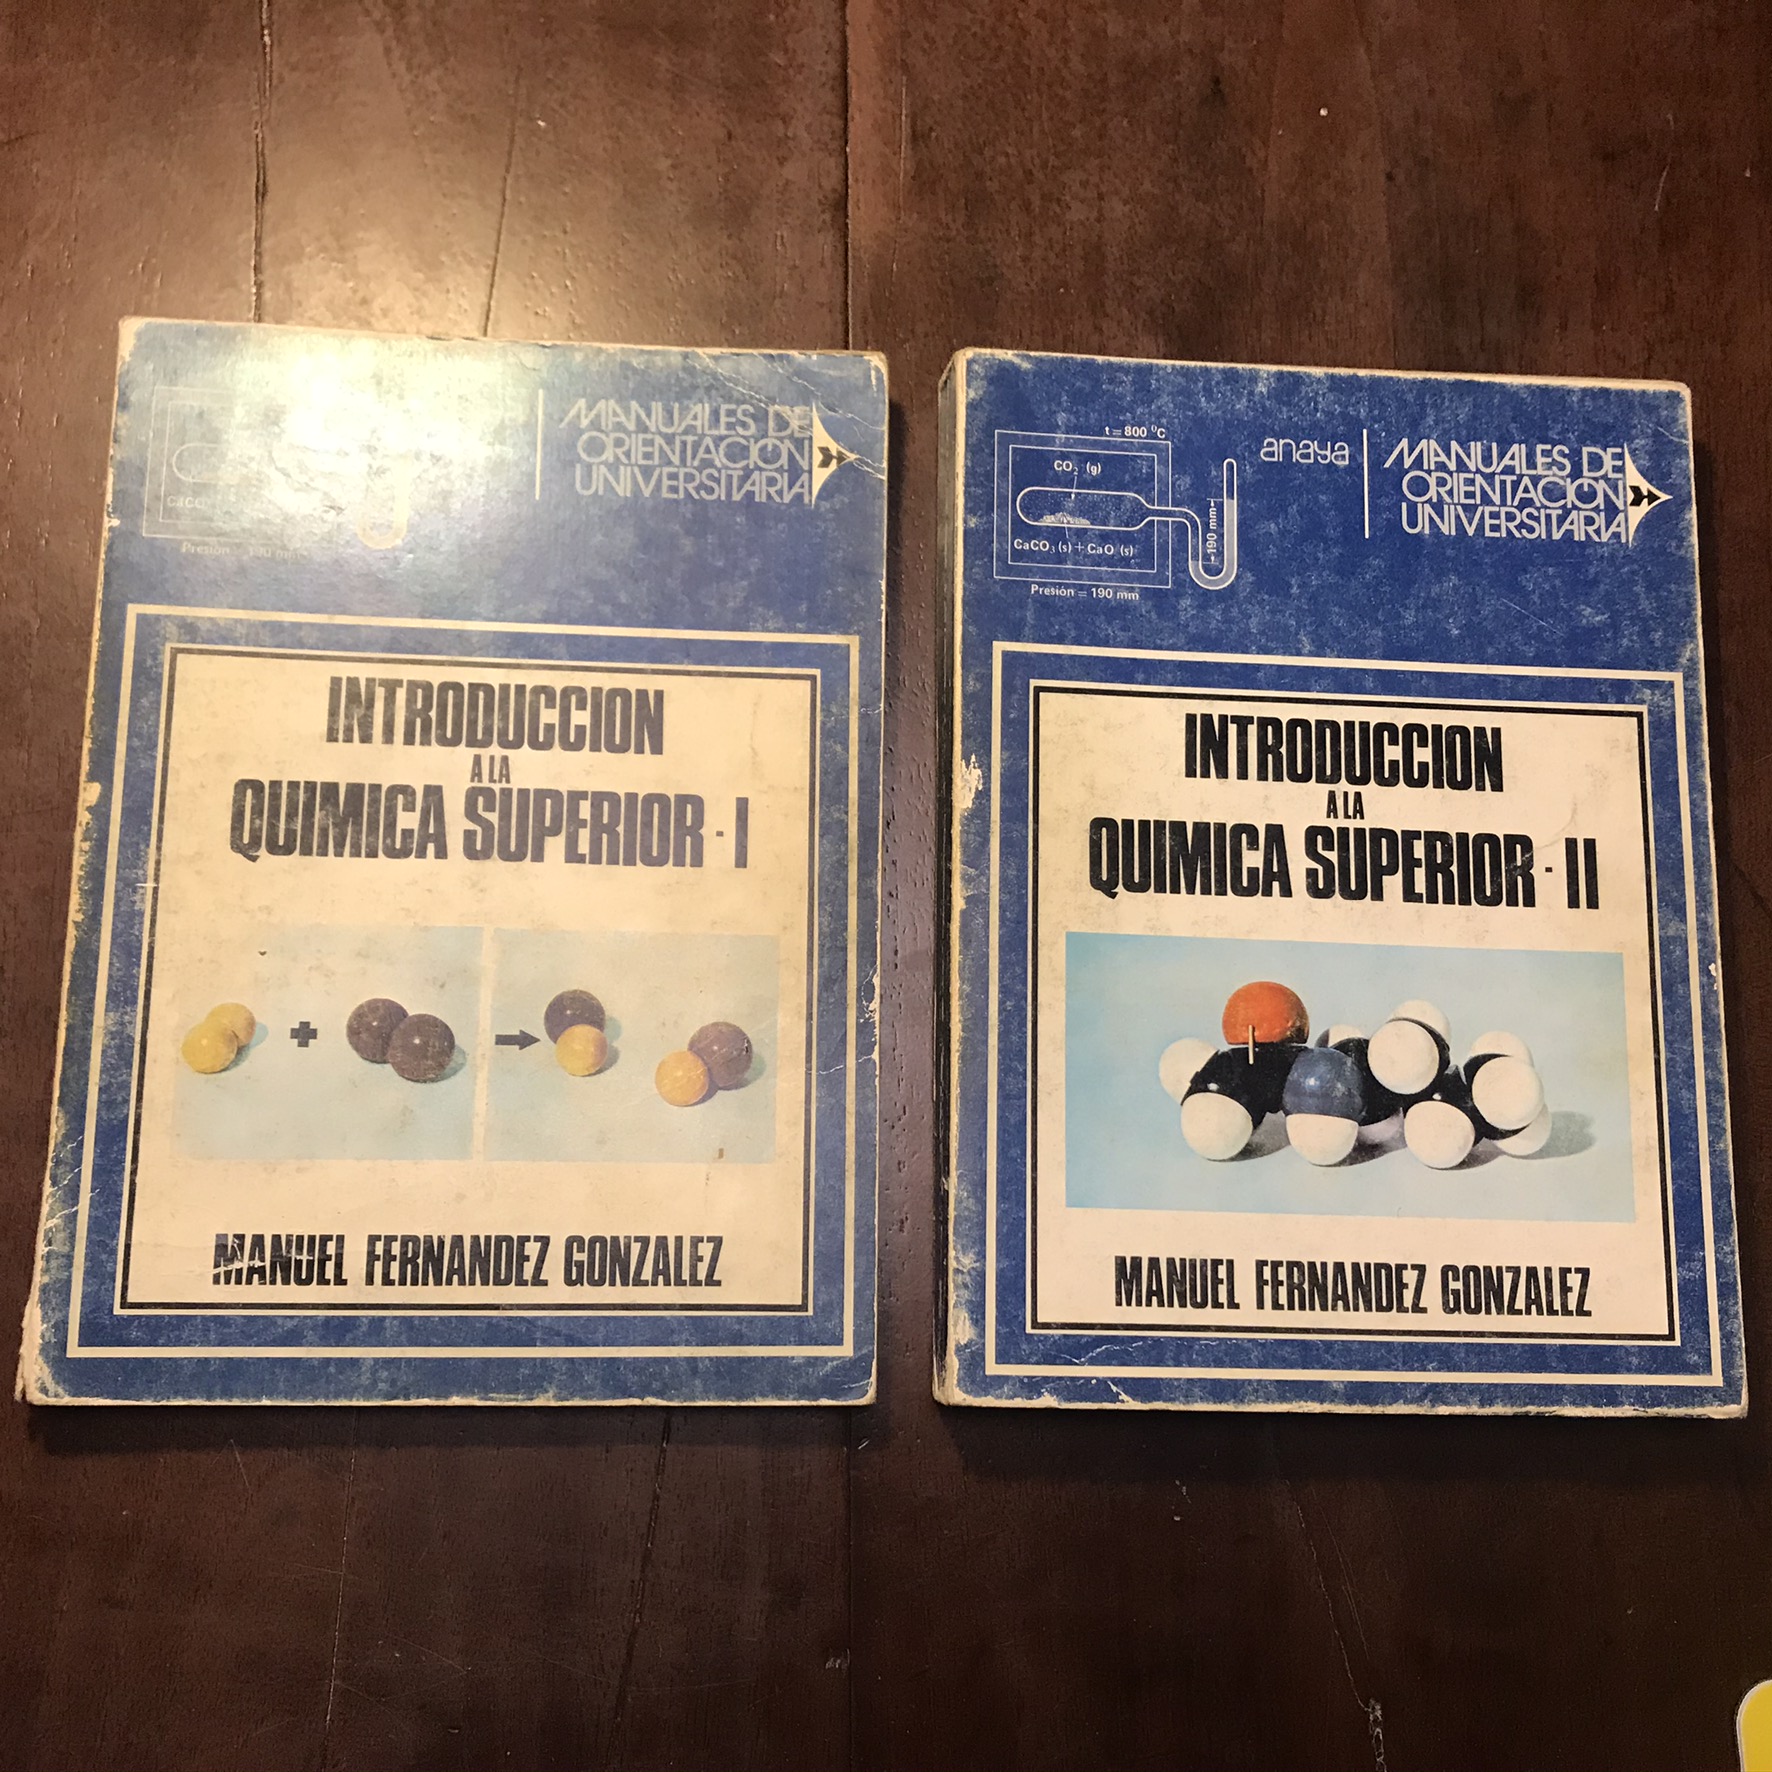 MANUALES DE
ORIENTACION
UNIVERSITARIA
INTRODUCCION
A LA
QUIMICA SUPERIOR - I
MANUEL FERNANDEZ GONZALEZ
t = 800 ºC
CO₂ (g)
CaCO₃ (s) + CaO (s)
190 mm
Presión = 190 mm
anaya
MANUALES DE
ORIENTACION
UNIVERSITARIA
INTRODUCCION
A LA
QUIMICA SUPERIOR - II
MANUEL FERNANDEZ GONZALEZ